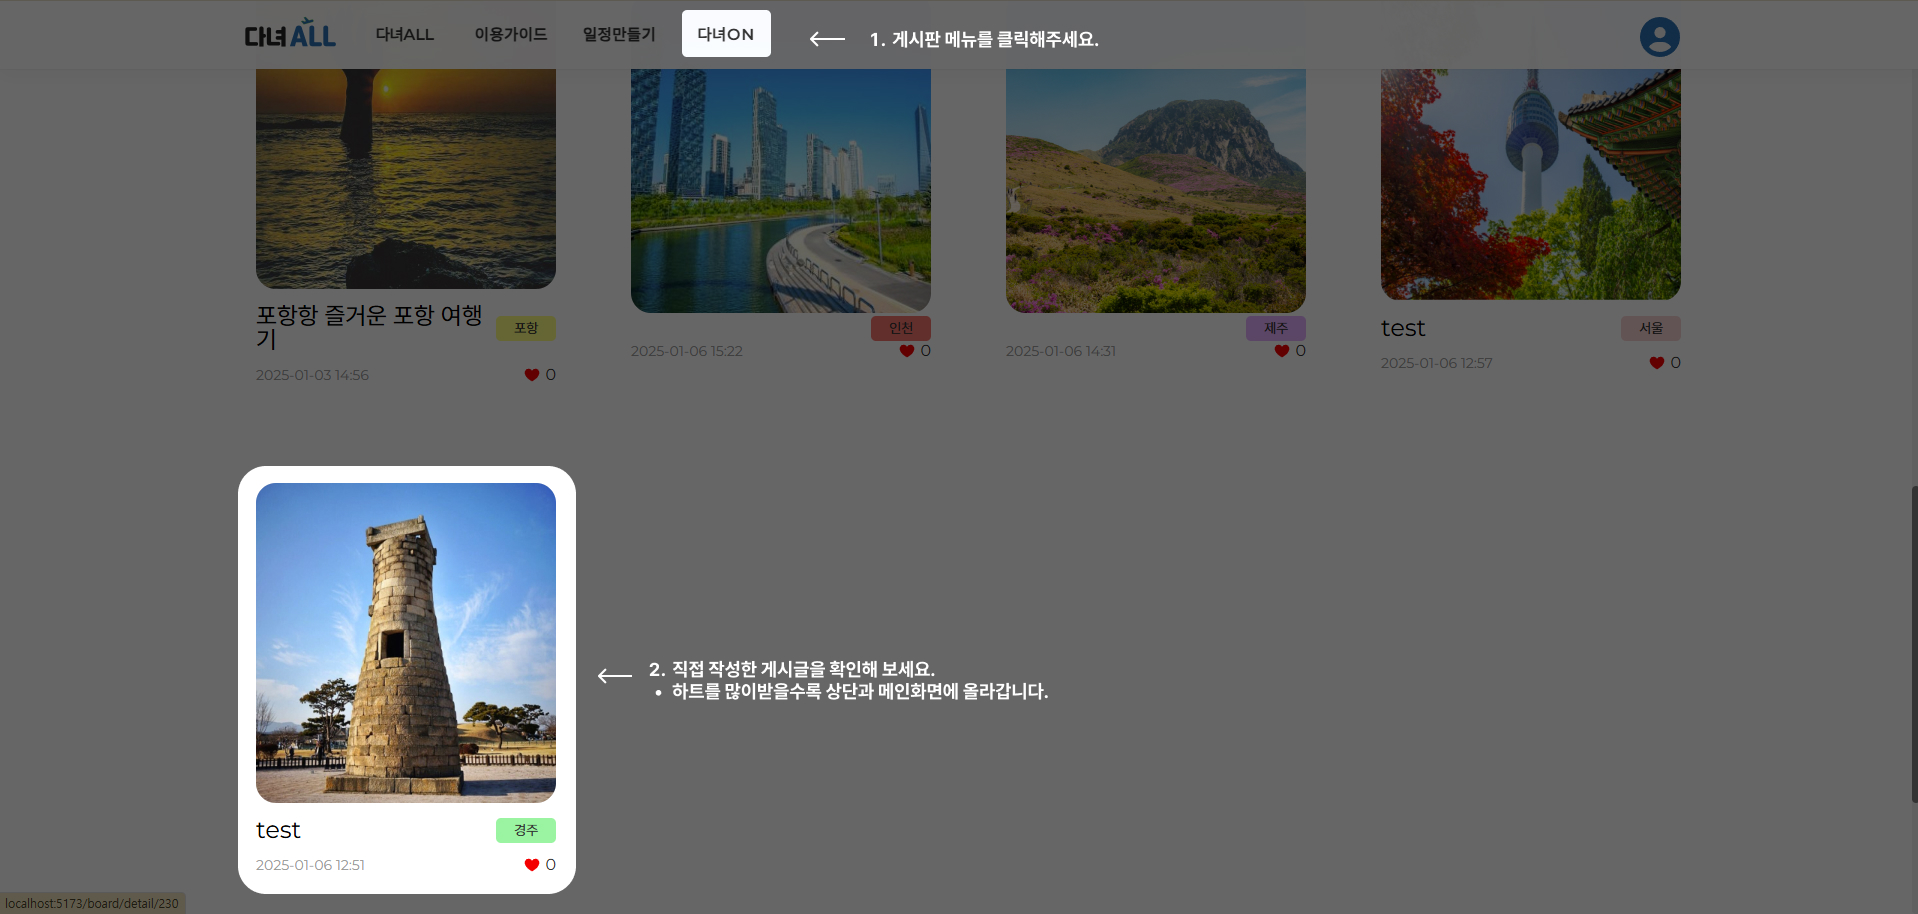 다녀ALL
다녀ALL
이용가이드
일정만들기
다녀ON
1. 게시판 메뉴를 클릭해주세요.
포항항 즐거운 포항 여행
기
포항
2025-01-03 14:56
0
인천
2025-01-06 15:22
0
제주
2025-01-06 14:31
0
test
서울
2025-01-06 12:57
0
2. 직접 작성한 게시글을 확인해 보세요.
• 하트를 많이받을수록 상단과 메인화면에 올라갑니다.
test
경주
2025-01-06 12:51
0
localhost:5173/board/detail/230